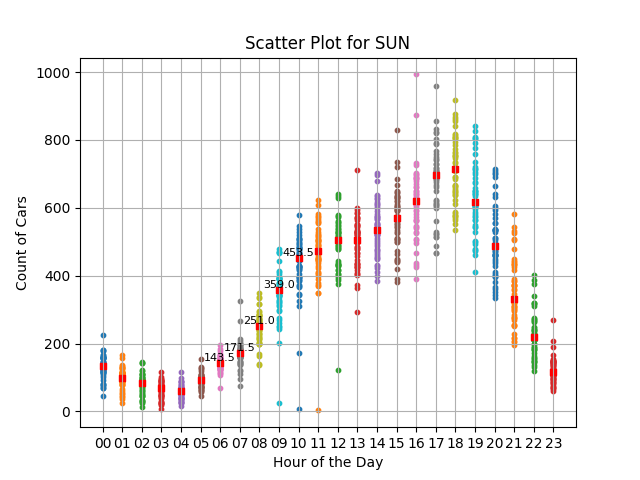 Scatter Plot for SUN
Count of Cars
1000
800
600
400
200
0
453.5
359.0
251.0
171.5
143.5
00 01 02 03 04 05 06 07 08 09 10 11 12 13 14 15 16 17 18 19 20 21 22 23
Hour of the Day